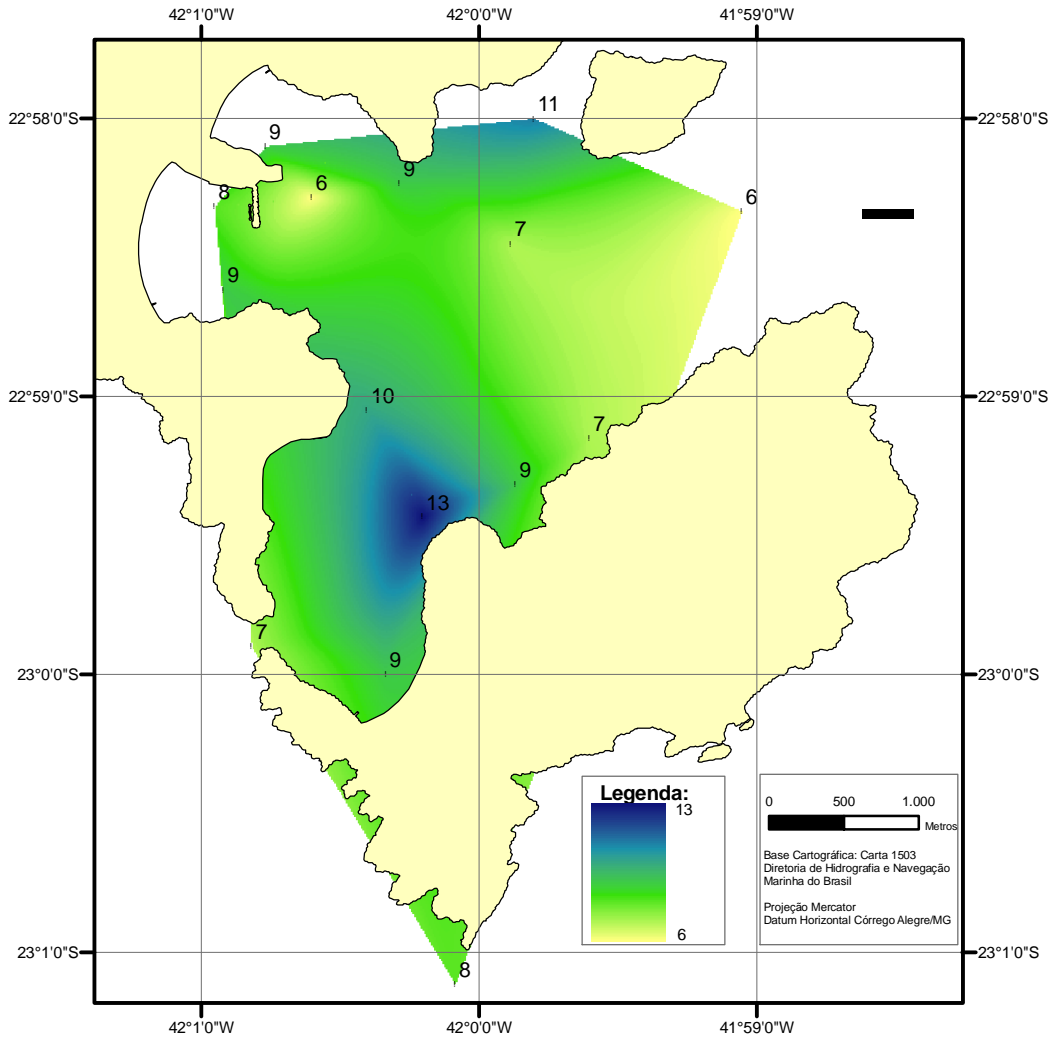 42°1'0"W 42°0'0"W 41°59'0"W
11
22°58'0"S 22°58'0"S
9
9
6
8
6
7
9
22°59'0"S 22°59'0"S
10
7
9
13
7
9
23°0'0"S 23°0'0"S
Legenda:
13
6
0 500 1.000
Metros
Base Cartográfica: Carta 1503
Diretoria de Hidrografia e Navegação
Marinha do Brasil
Projeção Mercator
Datum Horizontal Córrego Alegre/MG
23°1'0"S 23°1'0"S
8
42°1'0"W 42°0'0"W 41°59'0"W